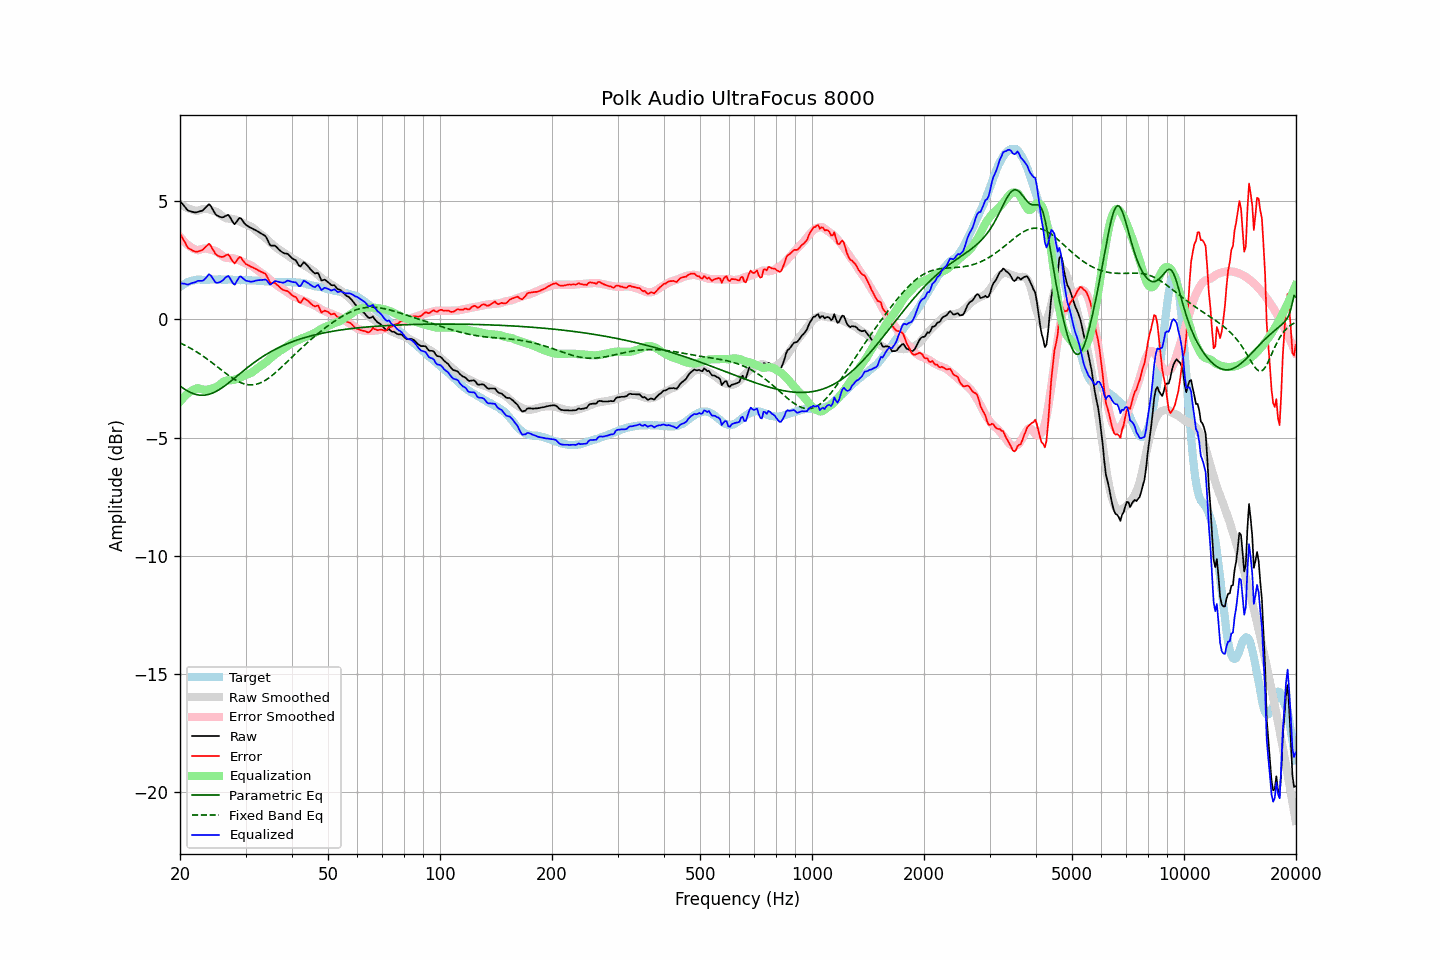 Polk Audio UltraFocus 8000
Amplitude (dBr)
5
0
−5
−10
−15
−20
Target
Raw Smoothed
Error Smoothed
Raw
Error
Equalization
Parametric Eq
Fixed Band Eq
Equalized
20 50 100 200 500 1000 2000 5000 10000 20000
Frequency (Hz)